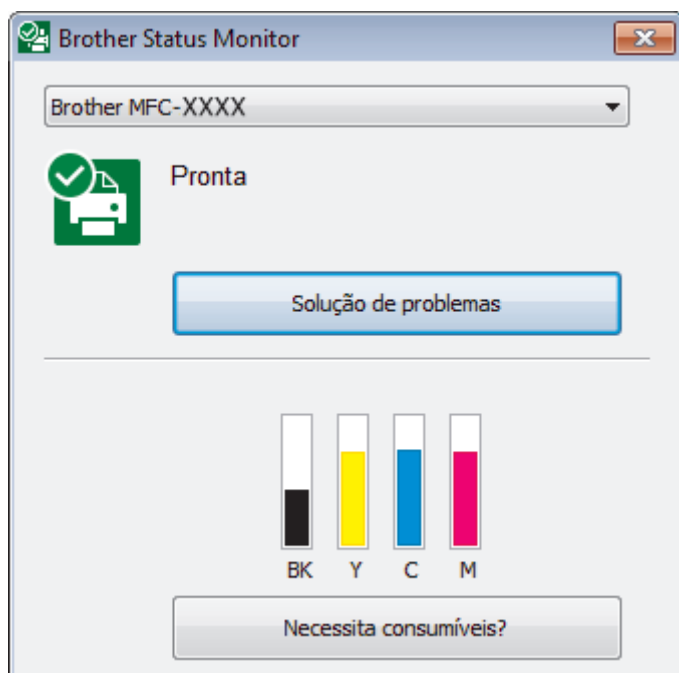 Brother Status Monitor
Brother MFC-XXXX
Pronta
Solução de problemas
BK Y C M
Necessita consumíveis?